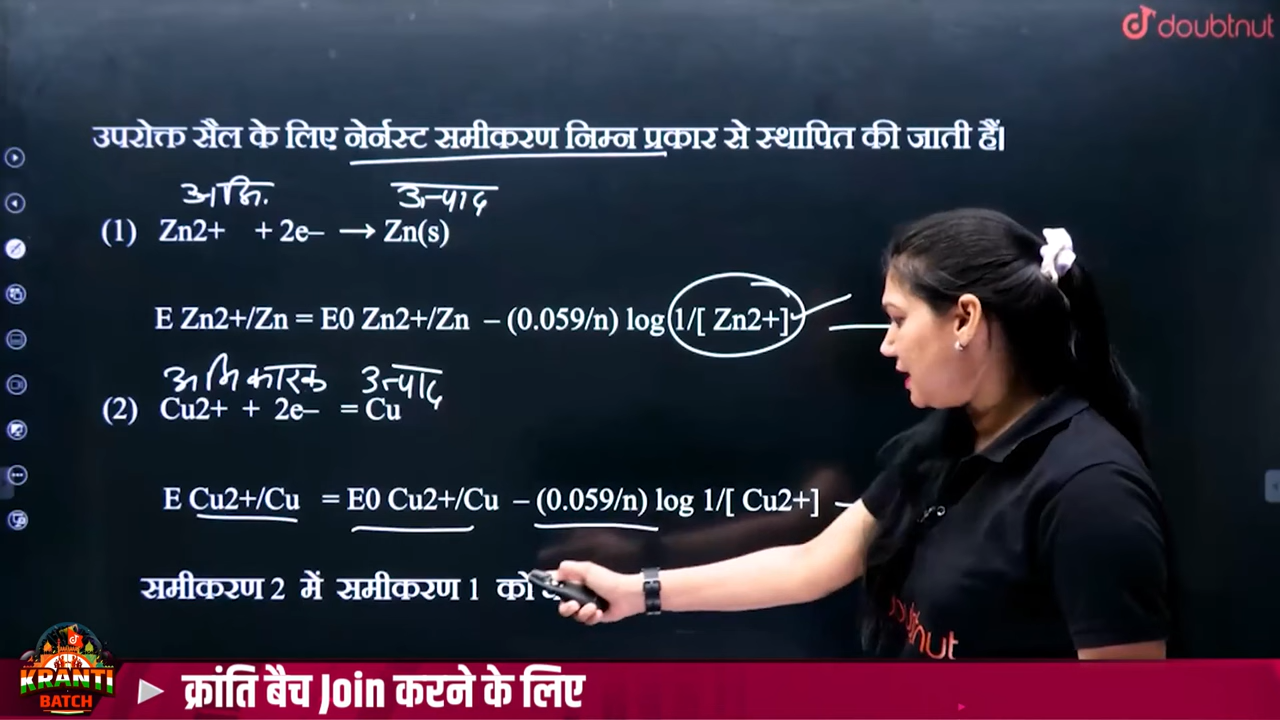 doubtnut
उपरोक्त सैल के लिए नेर्नस्ट समीकरण निम्न प्रकार से स्थापित की जाती हैं।
अभि. उत्पाद
(1) Zn2+ + 2e– → Zn(s)
E Zn2+/Zn = E0 Zn2+/Zn – (0.059/n) log 1/[ Zn2+]
अभिकारक उत्पाद
(2) Cu2+ + 2e– = Cu
E Cu2+/Cu = E0 Cu2+/Cu – (0.059/n) log 1/[ Cu2+]
समीकरण 2 में समीकरण 1 को
KRANTI
BATCH
क्रांति बैच Join करने के लिए